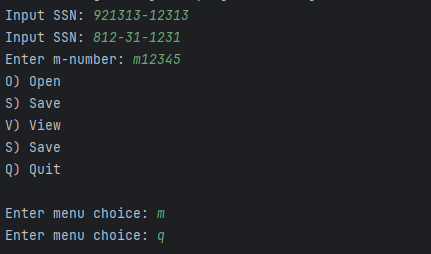 Input SSN: 921313-12313
Input SSN: 812-31-1231
Enter m-number: m12345
O) Open
S) Save
V) View
S) Save
Q) Quit
Enter menu choice: m
Enter menu choice: q